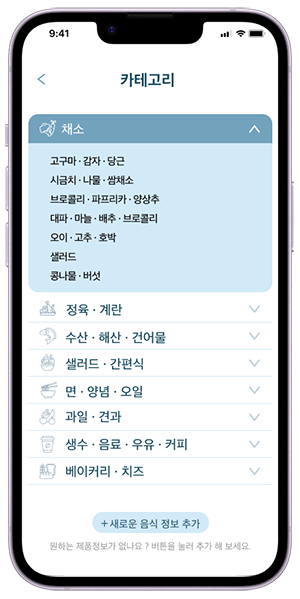 9:41
카테고리
채소
고구마 · 감자 · 당근
시금치 · 나물 · 쌈채소
브로콜리 · 파프리카 · 양상추
대파 · 마늘 · 배추 · 브로콜리
오이 · 고추 · 호박
샐러드
콩나물 · 버섯
정육 · 계란
수산 · 해산 · 건어물
샐러드 · 간편식
면 · 양념 · 오일
과일 · 견과
생수 · 음료 · 우유 · 커피
베이커리 · 치즈
+ 새로운 음식 정보 추가
원하는 제품정보가 없나요 ? 버튼을 눌러 추가 해 보세요.